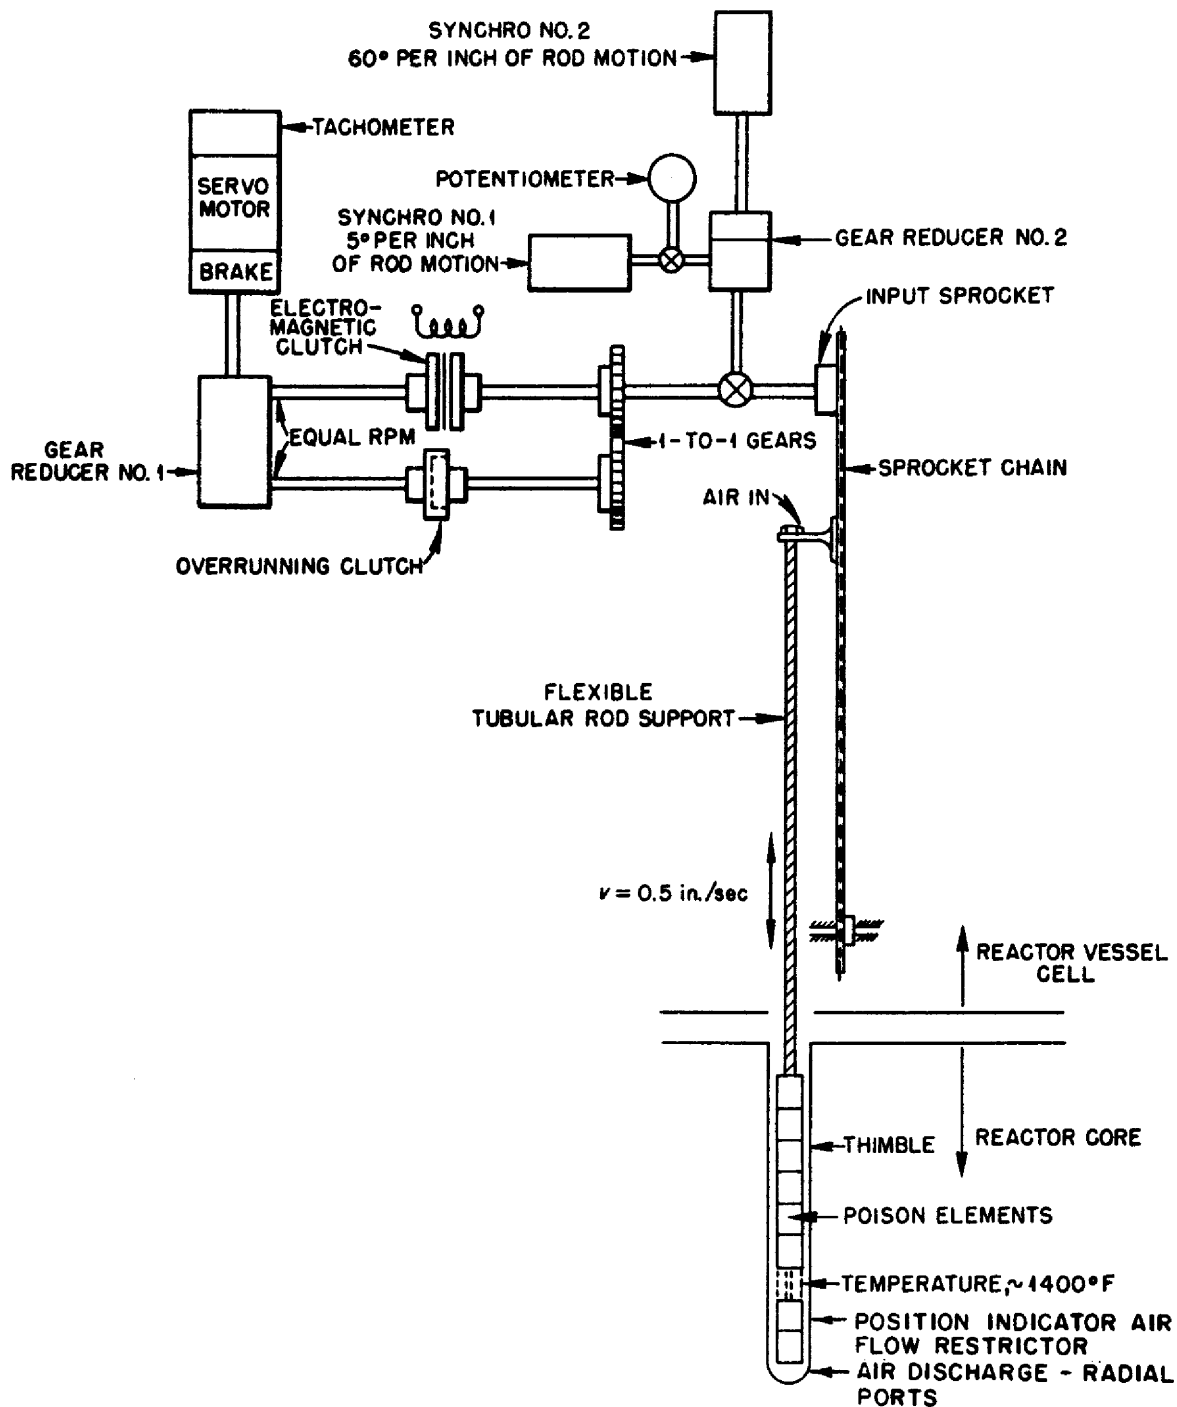 SYNCHRO NO. 2
60° PER INCH OF ROD MOTION
TACHOMETER
SERVO
MOTOR
BRAKE
POTENTIOMETER
SYNCHRO NO. 1
5° PER INCH
OF ROD MOTION
GEAR REDUCER NO. 2
INPUT SPROCKET
ELECTRO-
MAGNETIC
CLUTCH
EQUAL RPM
GEAR
REDUCER NO. 1
1-TO-1 GEARS
SPROCKET CHAIN
AIR IN
OVERRUNNING CLUTCH
FLEXIBLE
TUBULAR ROD SUPPORT
v = 0.5 in./sec
REACTOR VESSEL
CELL
REACTOR CORE
THIMBLE
POISON ELEMENTS
TEMPERATURE,~1400°F
POSITION INDICATOR AIR
FLOW RESTRICTOR
AIR DISCHARGE - RADIAL
PORTS